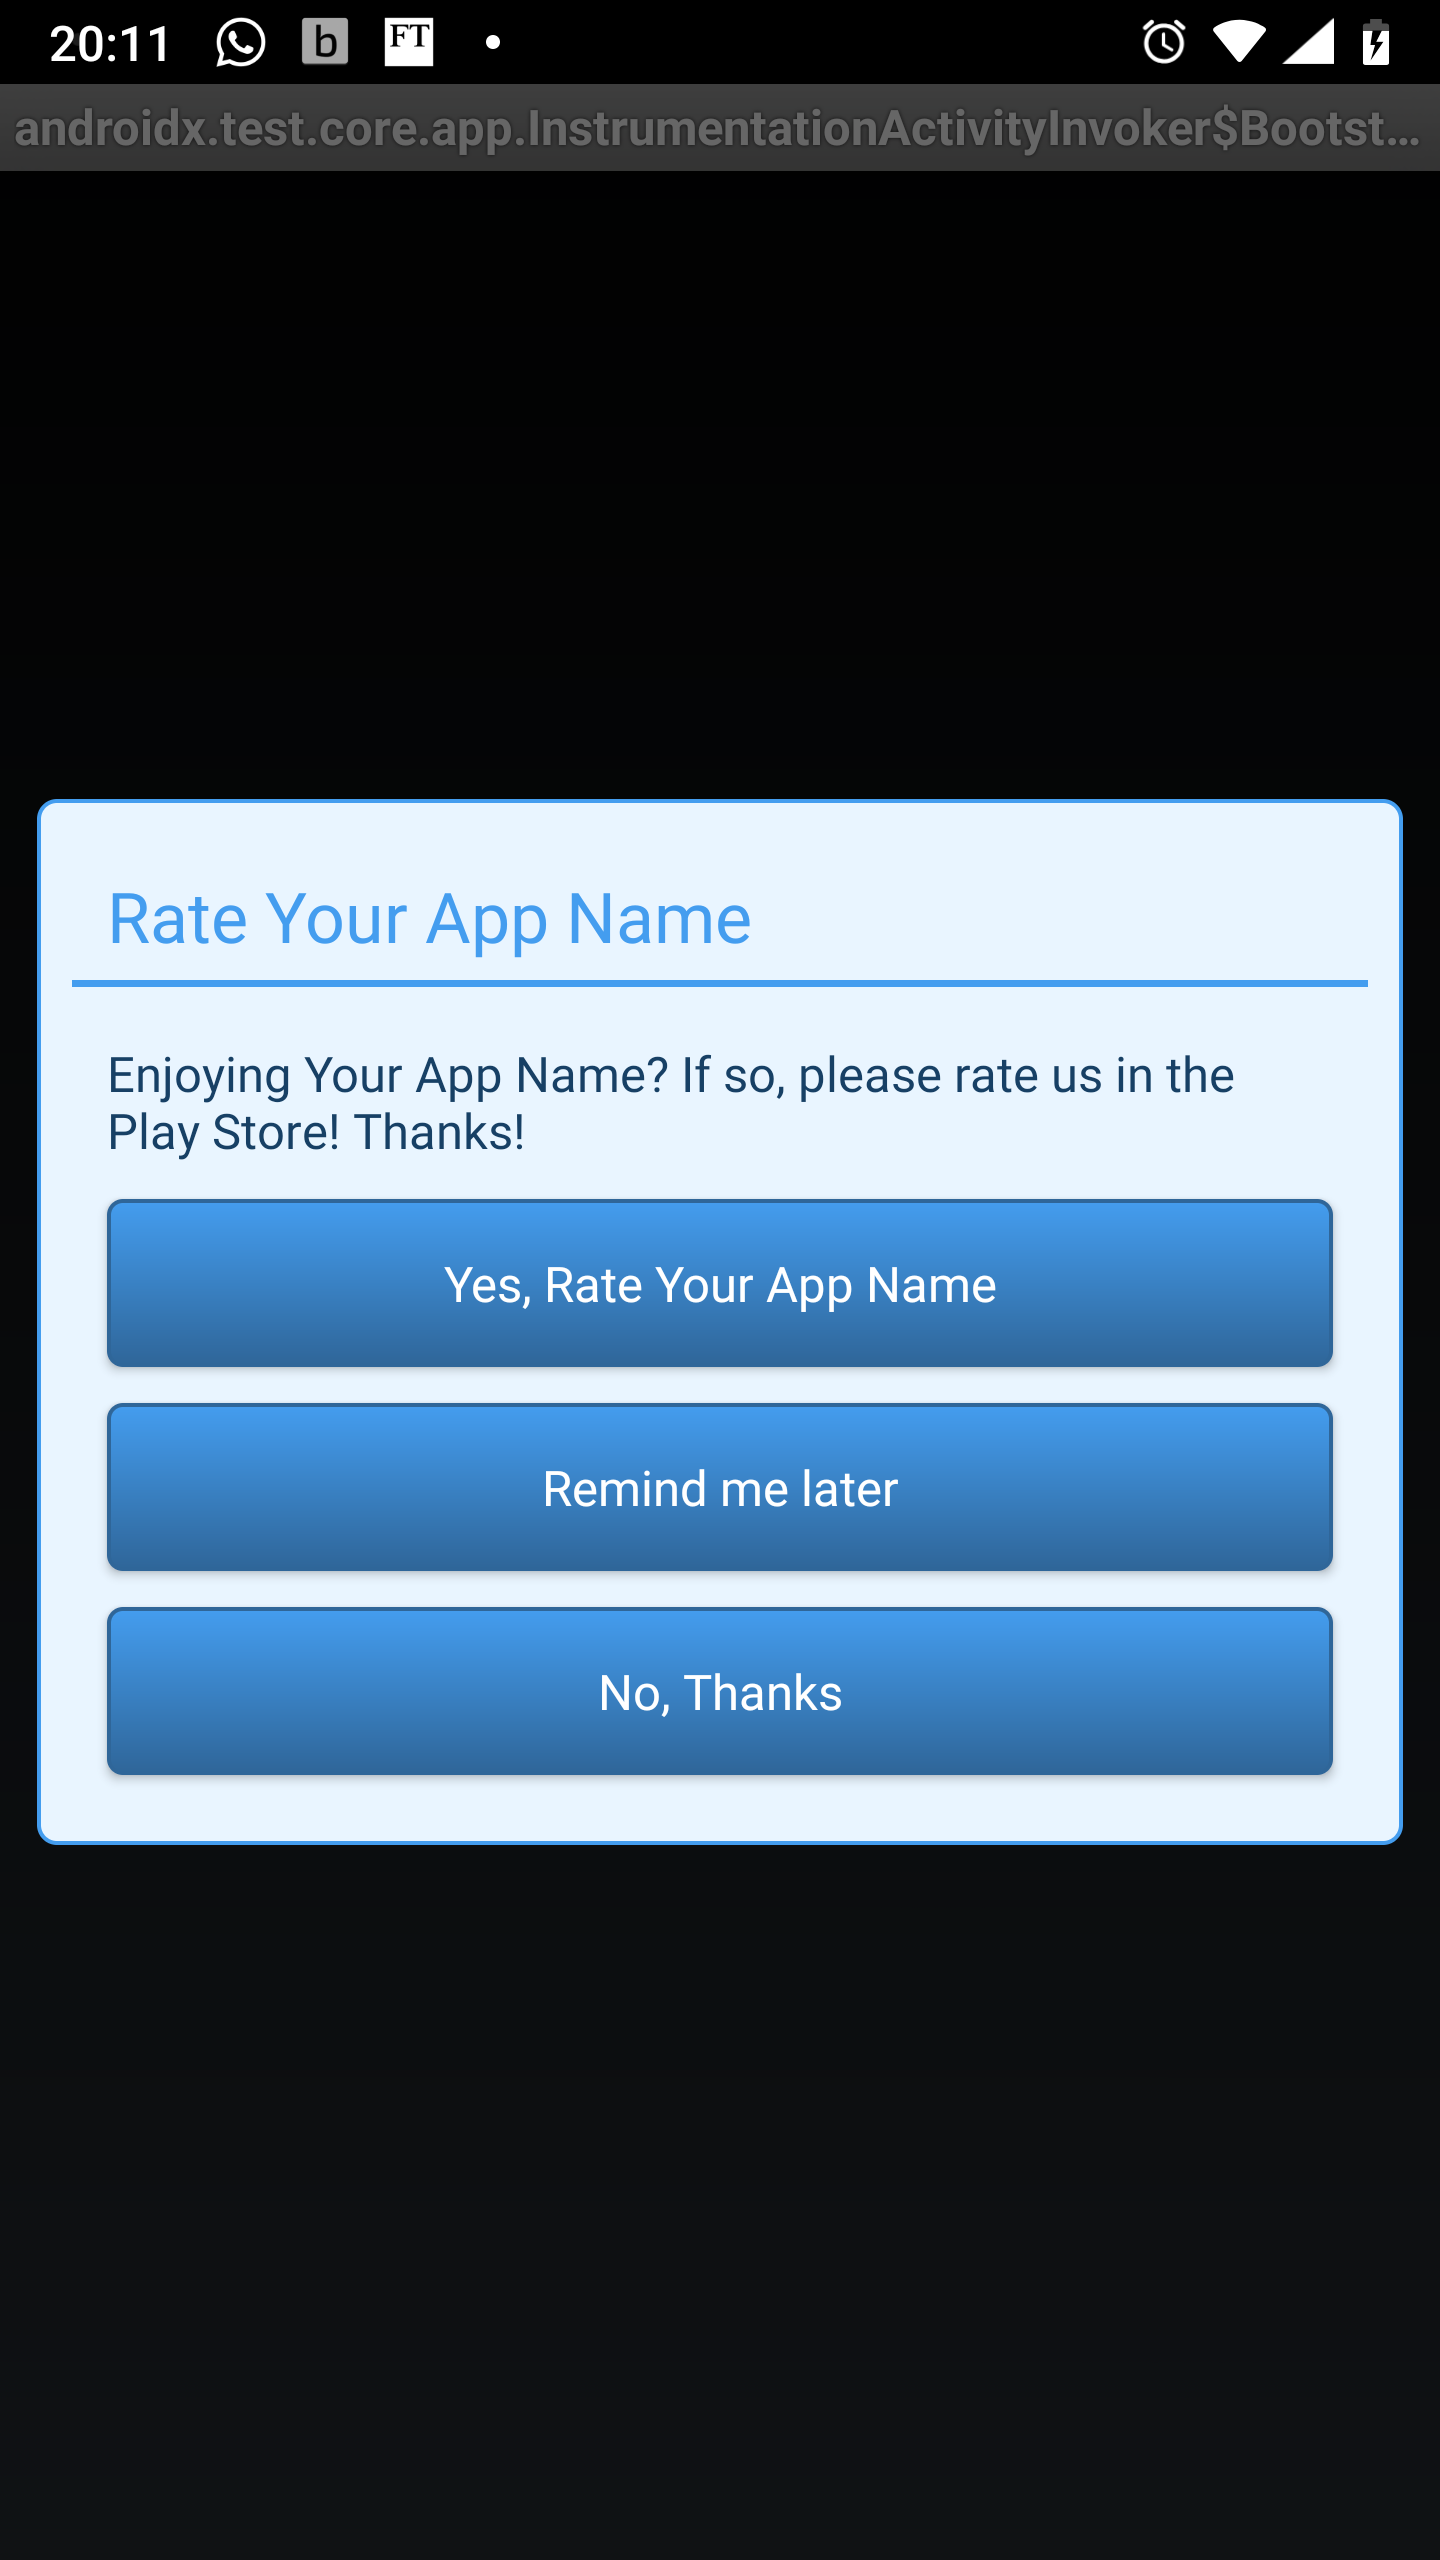 20:11 b FT
androidx.test.core.app.InstrumentationActivityInvoker$Bootst...
Rate Your App Name
Enjoying Your App Name? If so, please rate us in the
Play Store! Thanks!
Yes, Rate Your App Name
Remind me later
No, Thanks